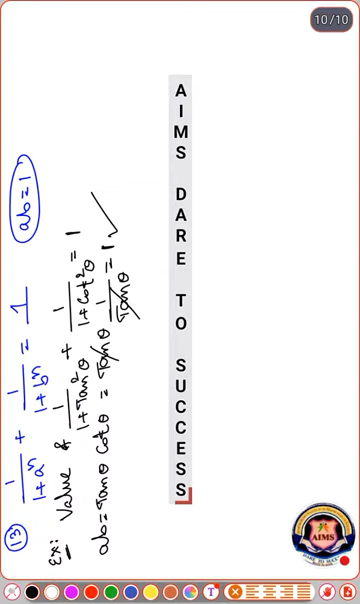 10/10
(13) 1/(1+a^n) + 1/(1+b^n) = 1 ab=1
Ex: Value of 1/(1+Tan²θ) + 1/(1+cot²θ) = 1
ab = Tanθ cotθ = Tanθ 1/Tanθ = 1
AIMS DARE TO SUCCESS
AIMS
T